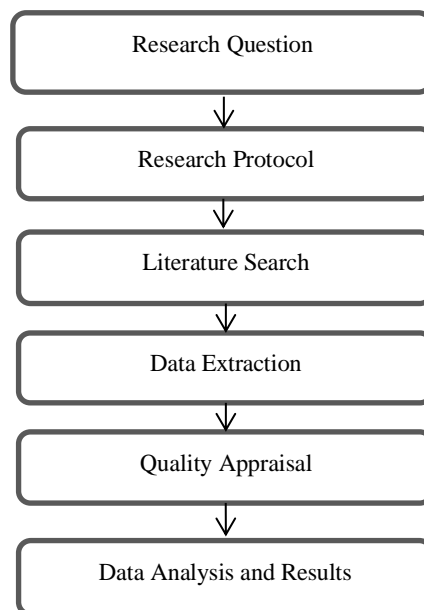 Research Question
Research Protocol
Literature Search
Data Extraction
Quality Appraisal
Data Analysis and Results